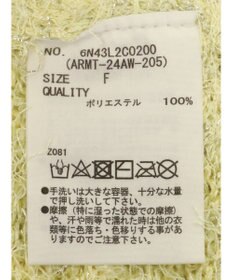 NO. 6N43L2C0200
(ARMT-24AW-205)
SIZE F
QUALITY
ポリエステル 100%
Z081
●手洗いは大きな容器、十分な水量
で押し洗いしてください。
●摩擦（特に湿った状態での摩擦）
や、汗や雨等で濡れた時は他の衣
類等に色落ち・色移りする事があ
りますのでご注意下さい。